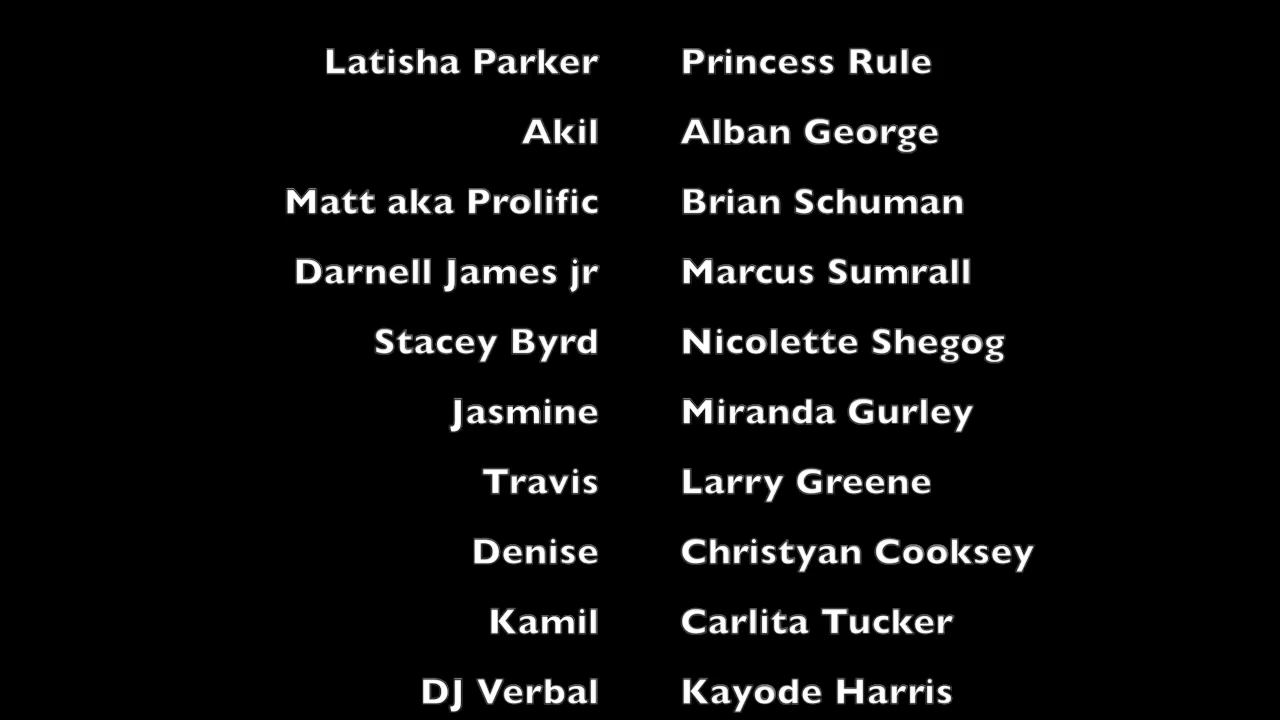 Latisha Parker Princess Rule
Akil Alban George
Matt aka Prolific Brian Schuman
Darnell James jr Marcus Sumrall
Stacey Byrd Nicolette Shegog
Jasmine Miranda Gurley
Travis Larry Greene
Denise Christyan Cooksey
Kamil Carlita Tucker
DJ Verbal Kayode Harris